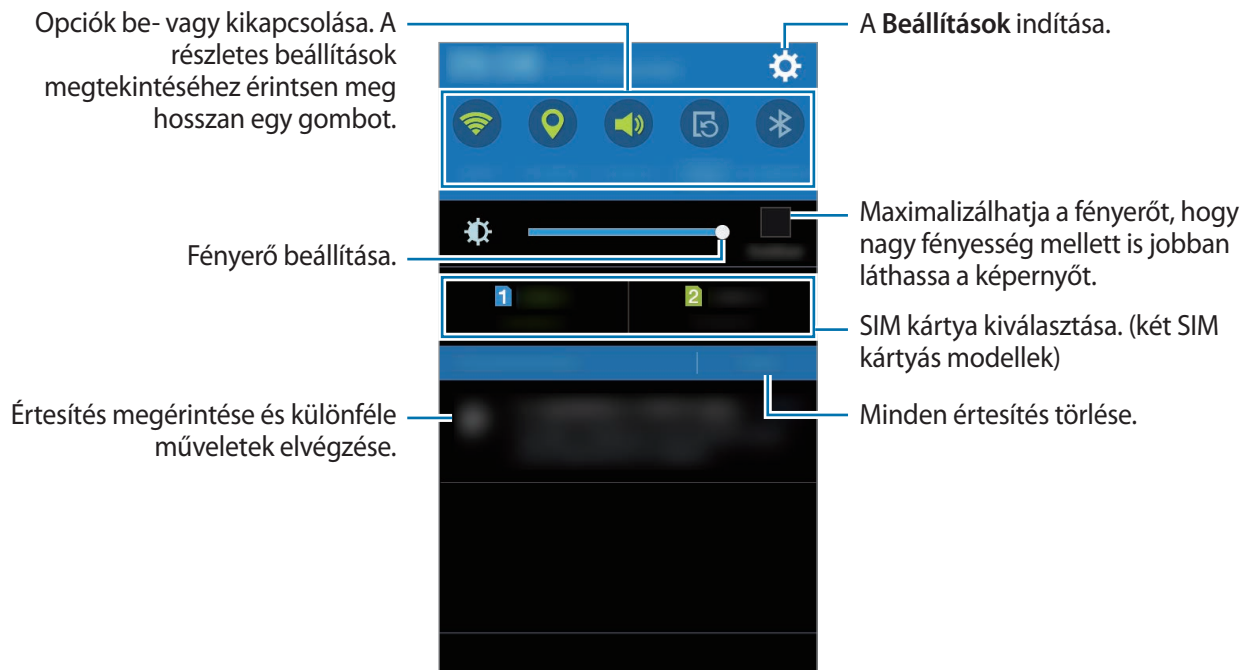 Opciók be- vagy kikapcsolása. A
részletes beállítások
megtekintéséhez érintsen meg
hosszan egy gombot.
A Beállítások indítása.
Fényerő beállítása.
Maximalizálhatja a fényerőt, hogy
nagy fényesség mellett is jobban
láthassa a képernyőt.
1
2
SIM kártya kiválasztása. (két SIM
kártyás modellek)
Értesítés megérintése és különféle
műveletek elvégzése.
Minden értesítés törlése.